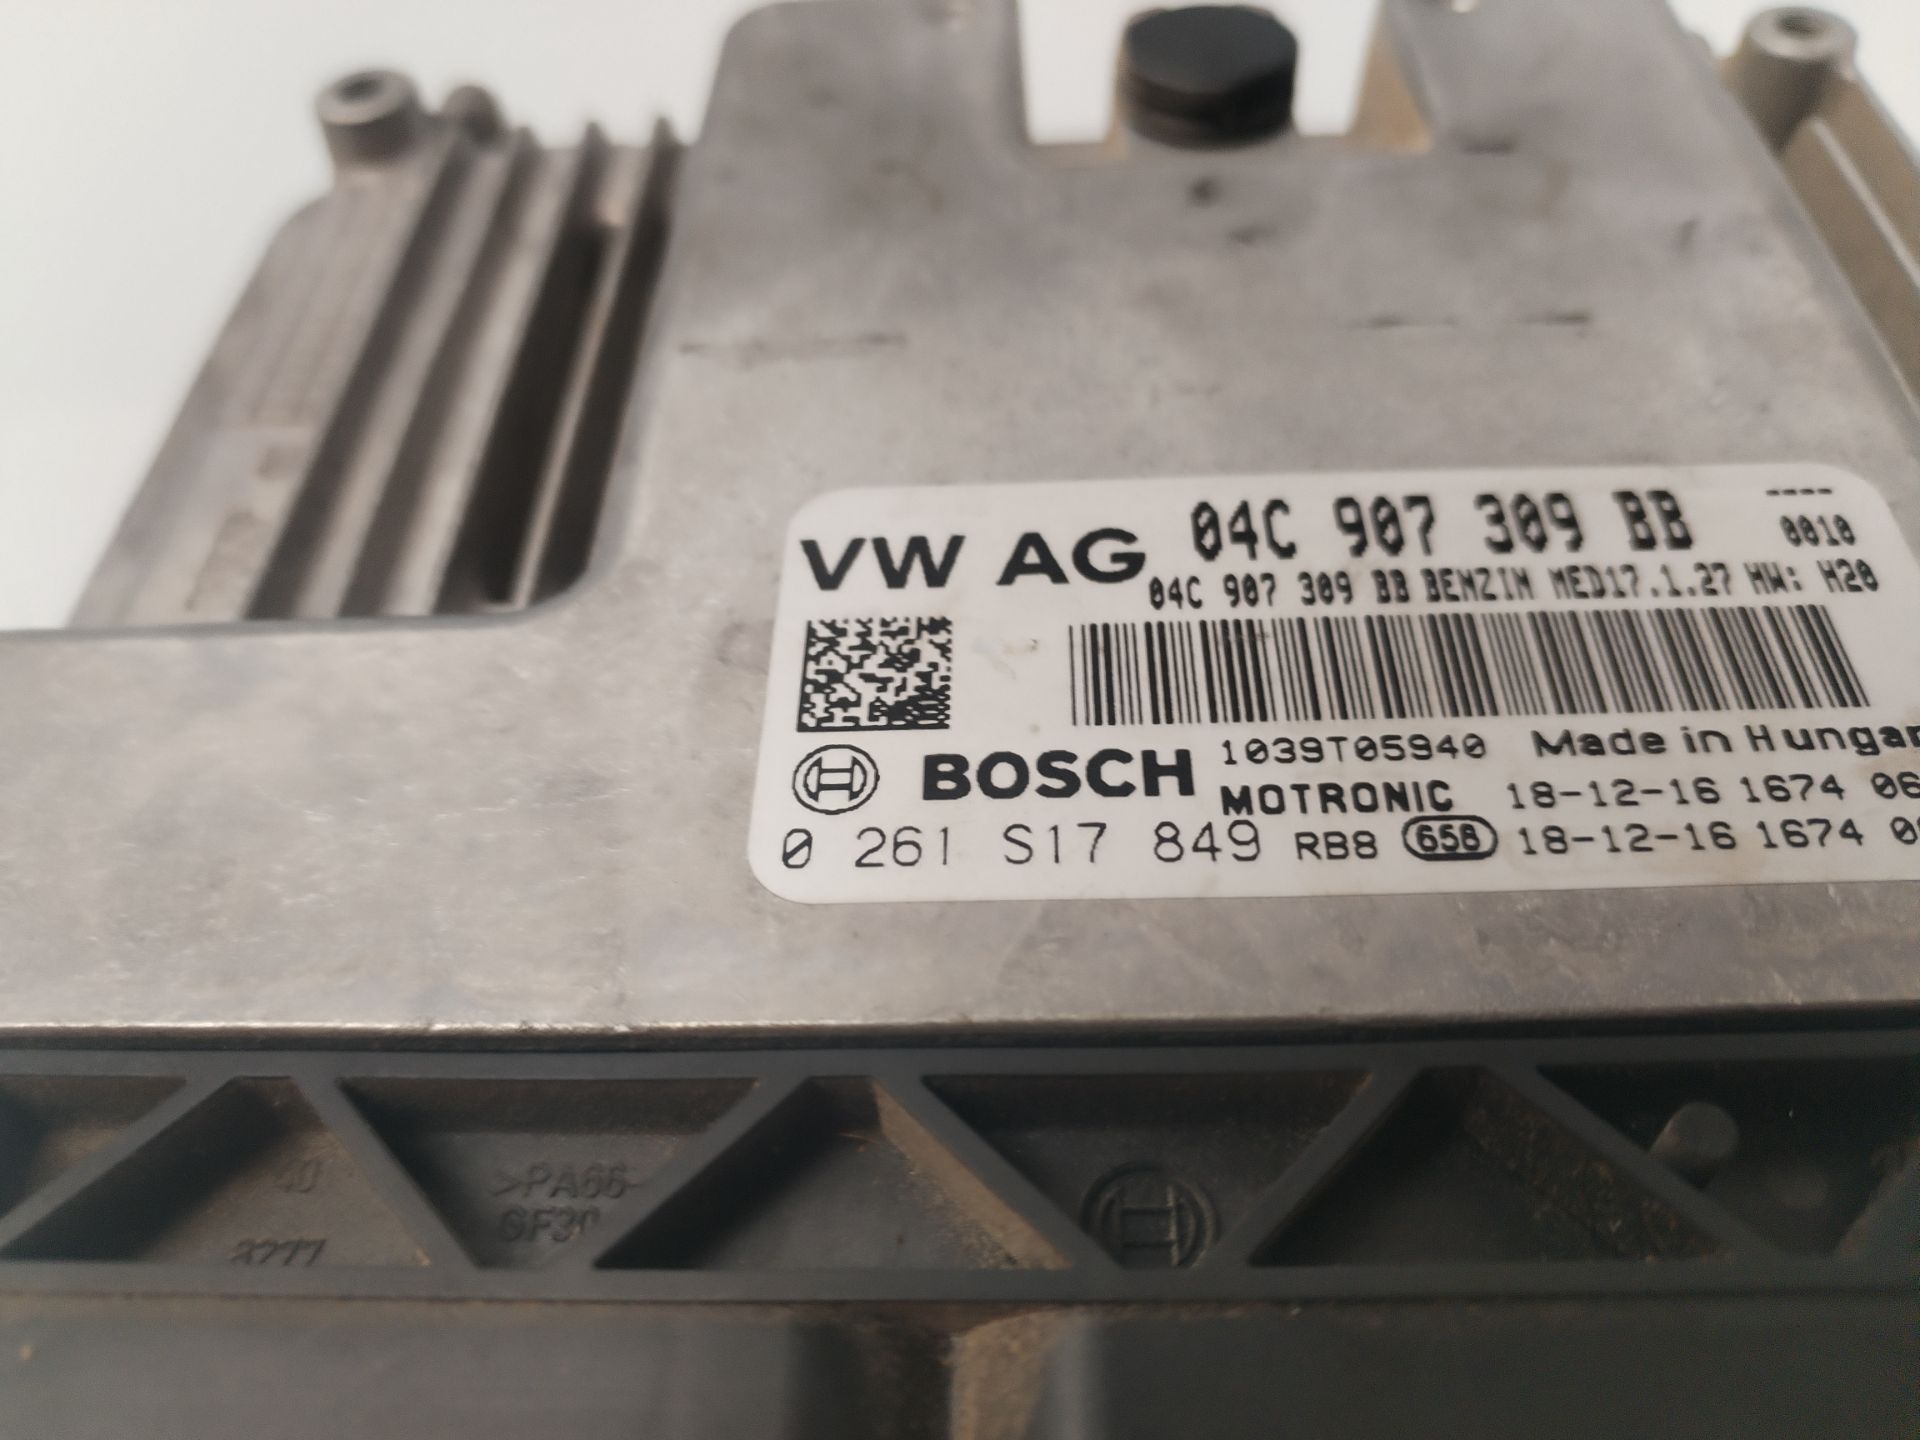 VW AG 04C 907 309 BB ----
0010
04C 907 309 BB BENZIN MED17.1.27 HW: H20
BOSCH 1039T05940 Made in Hungar
MOTRONIC 18-12-16 1674 06
0 261 S17 849 RB8 658 18-12-16 1674
40
>PA66-
GF30